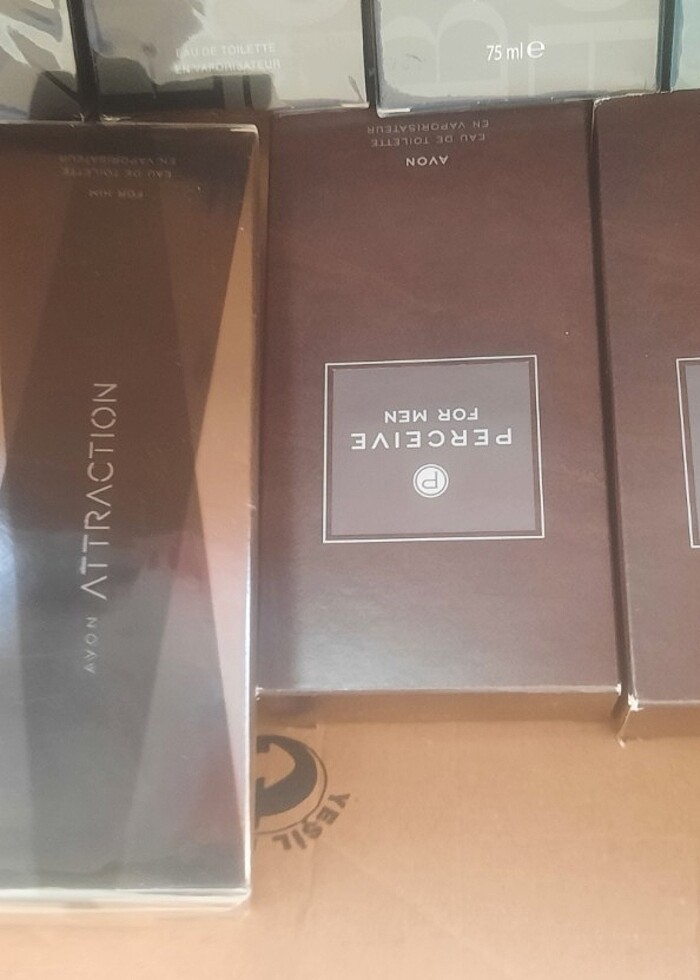 EAU DE TOILETTE
EN VAPORISATEUR
75 ml e
FOR HIM
EAU DE TOILETTE
EN VAPORISATEUR
AVON ATTRACTION
P
PERCEIVE
FOR MEN
AVON
EAU DE TOILETTE
EN VAPORISATEUR
YEŞİL